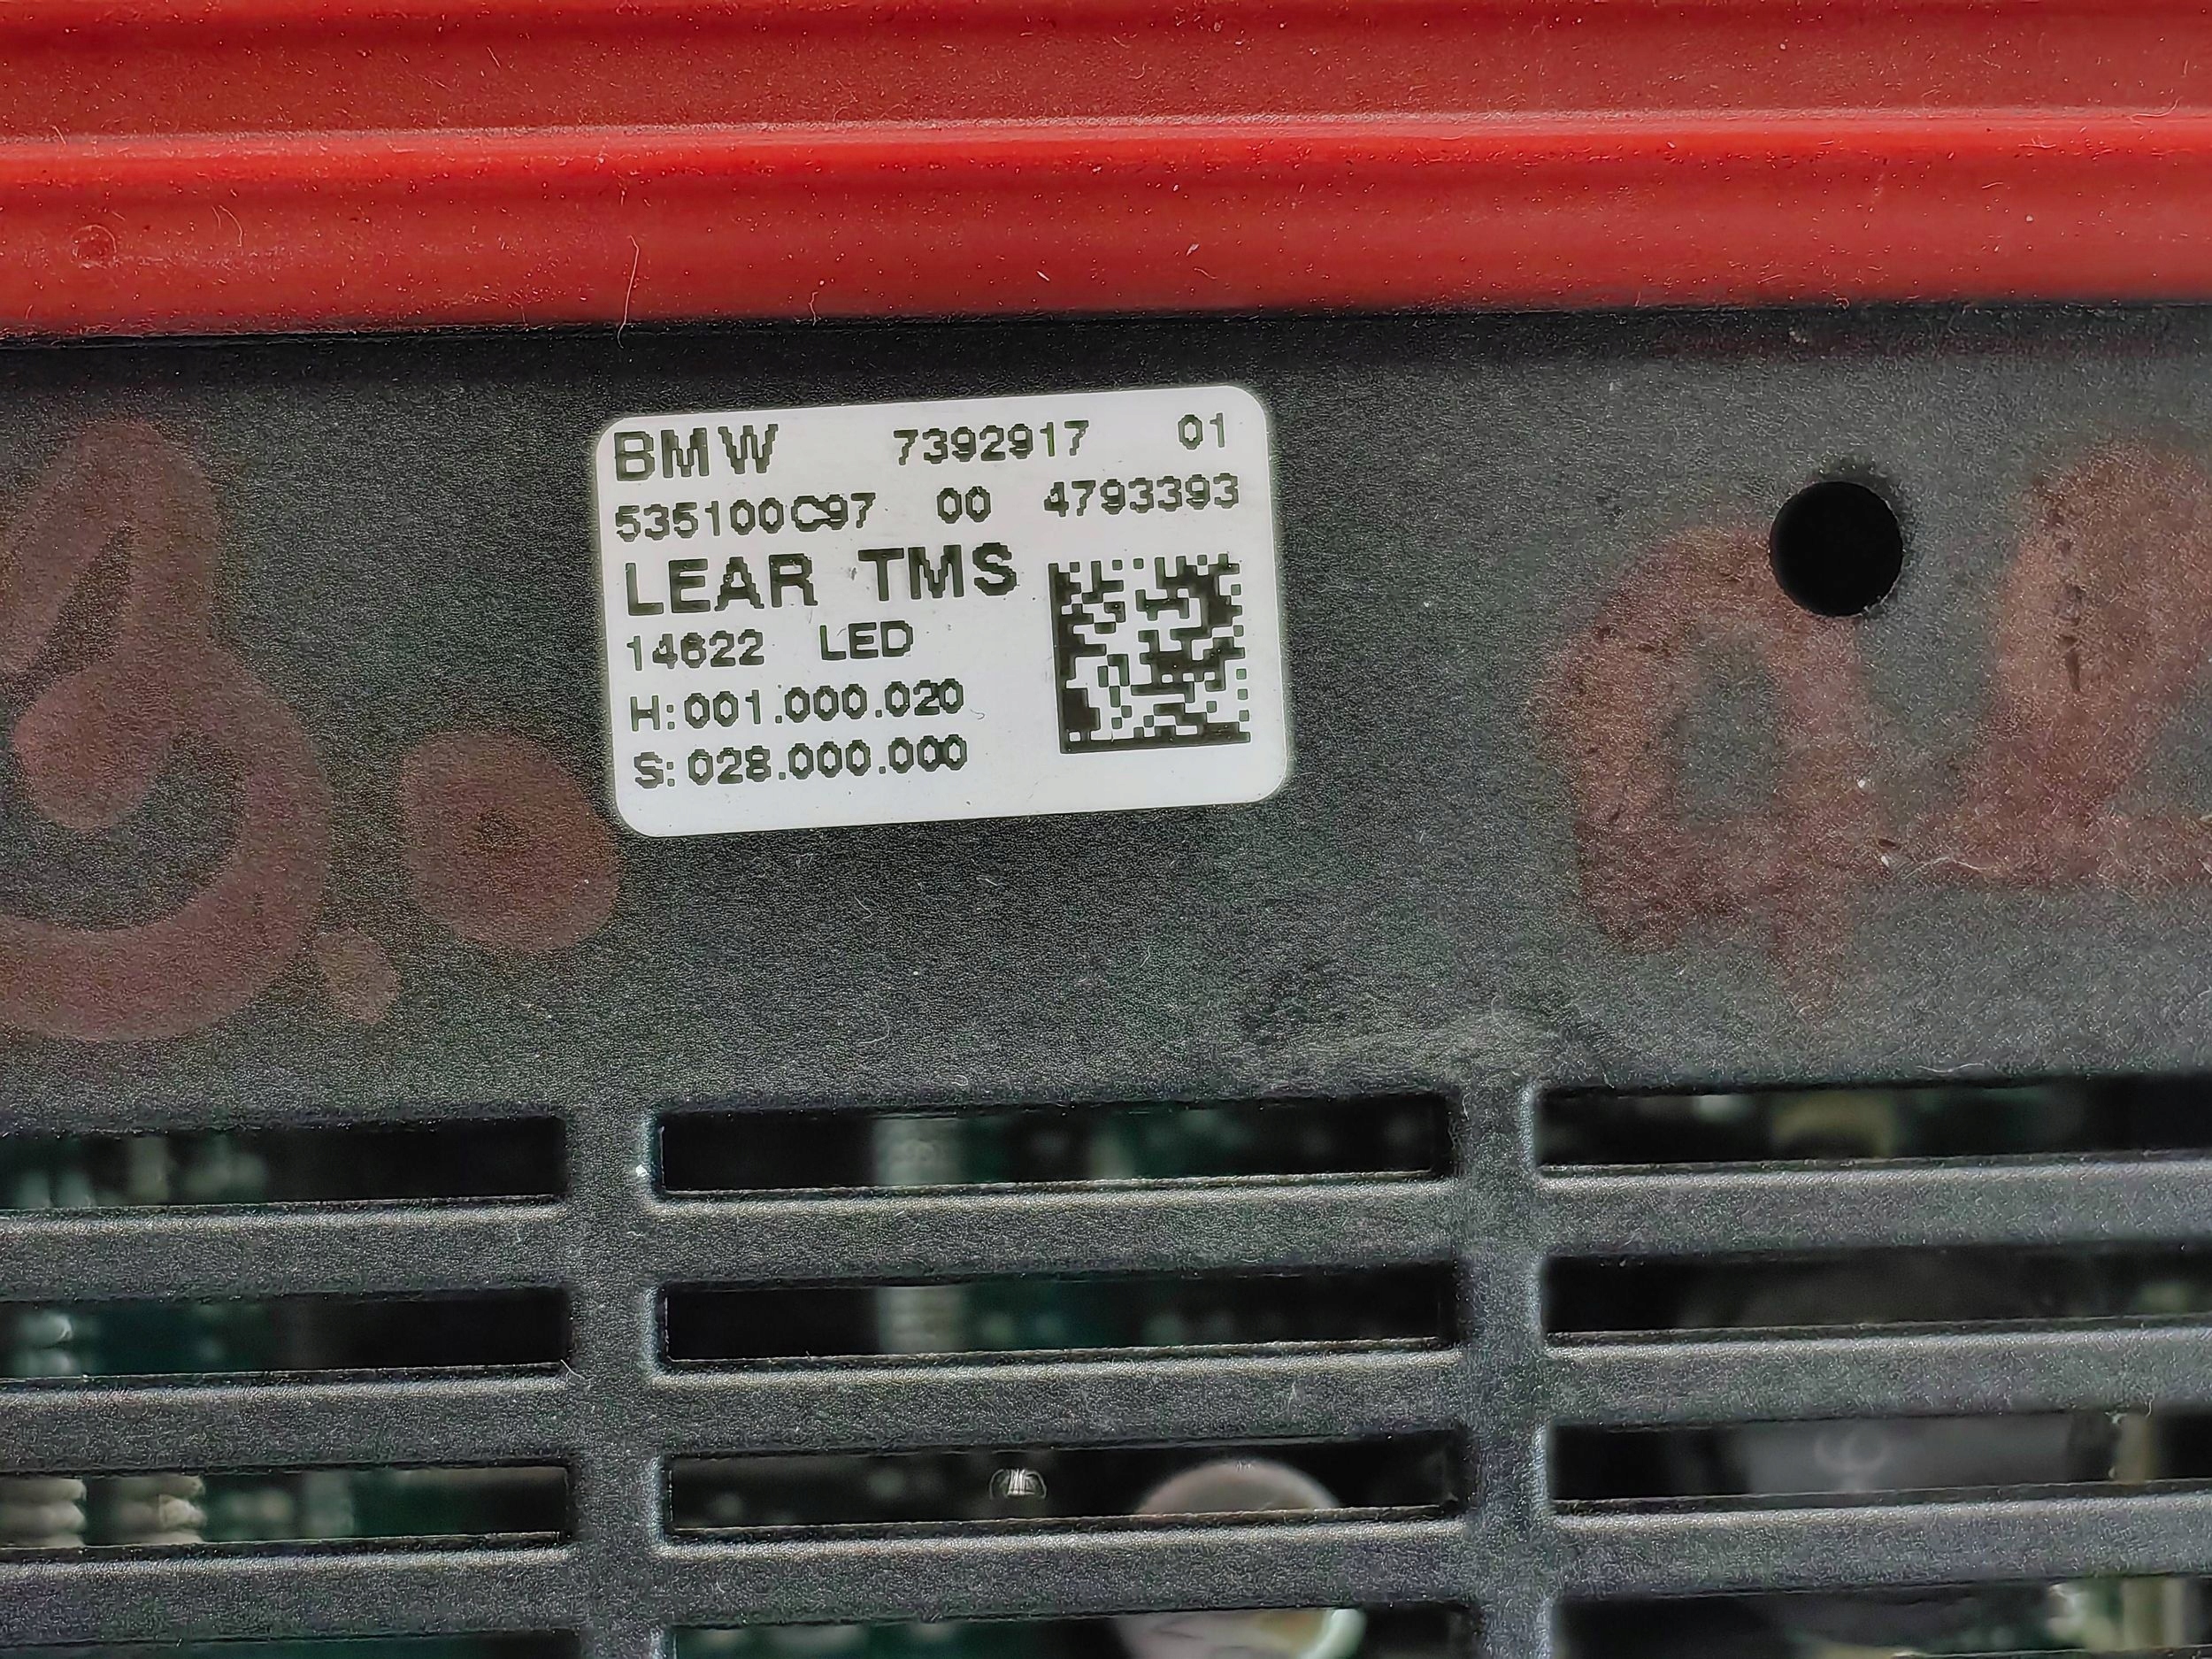 BMW 7392917 01
535100C97 00 4793393
LEAR TMS
14622 LED
H:001.000.020
S:028.000.000